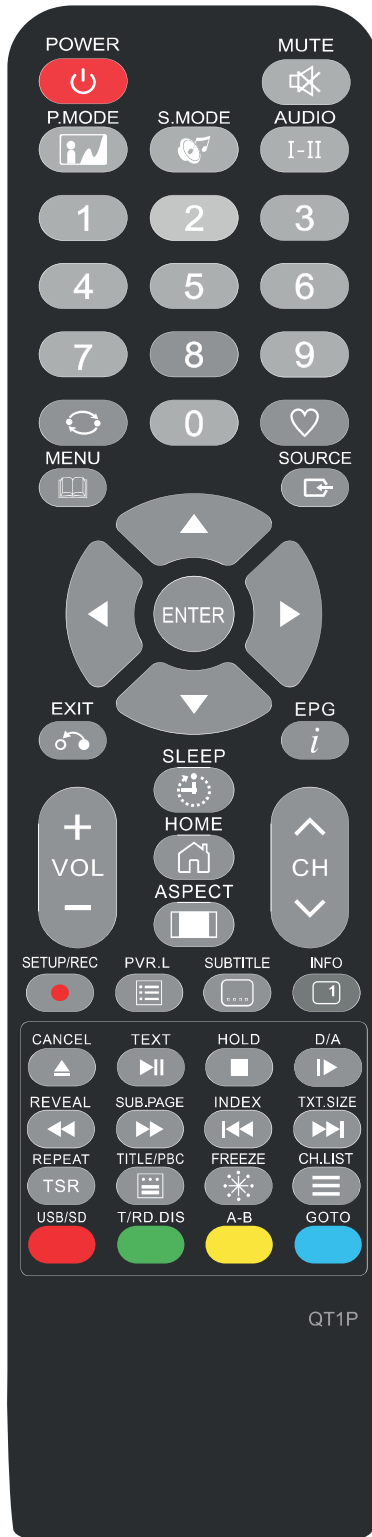 POWER MUTE
P.MODE S.MODE AUDIO
I-II
1 2 3
4 5 6
7 8 9
0
MENU SOURCE
ENTER
EXIT EPG
i
SLEEP
+ HOME
VOL CH
− ASPECT
SETUP/REC PVR.L SUBTITLE INFO
1
CANCEL TEXT HOLD D/A
REVEAL SUB.PAGE INDEX TXT.SIZE
REPEAT TITLE/PBC FREEZE CH.LIST
TSR
USB/SD T/RD.DIS A-B GOTO
QT1P